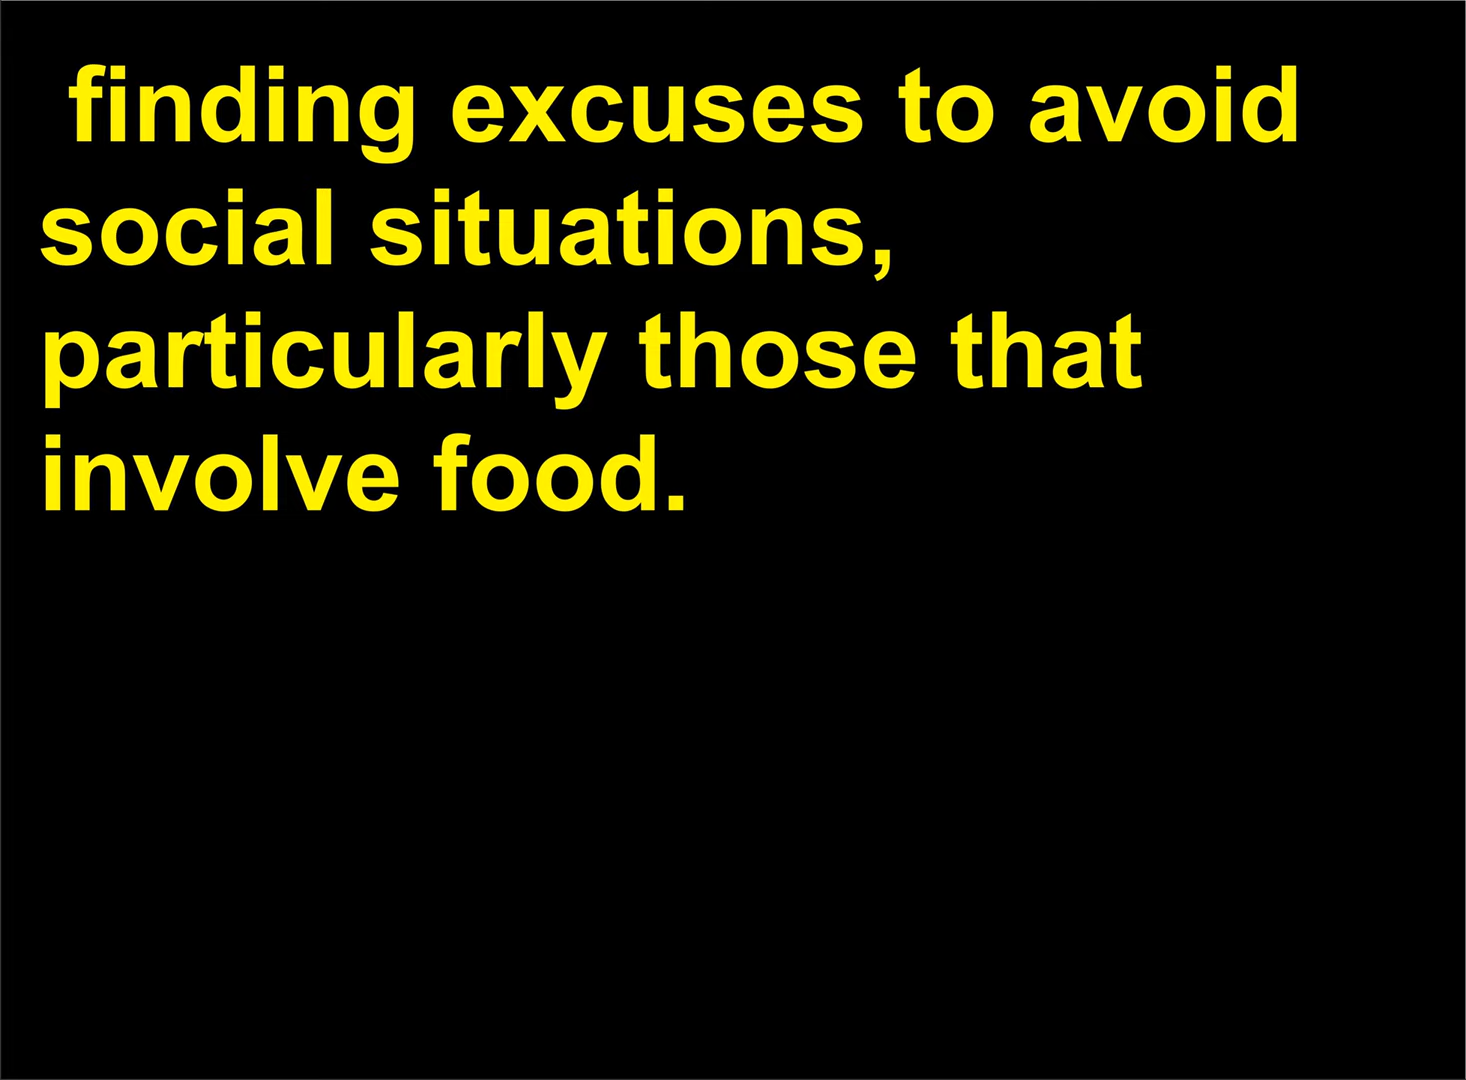 finding excuses to avoid
social situations,
particularly those that
involve food.